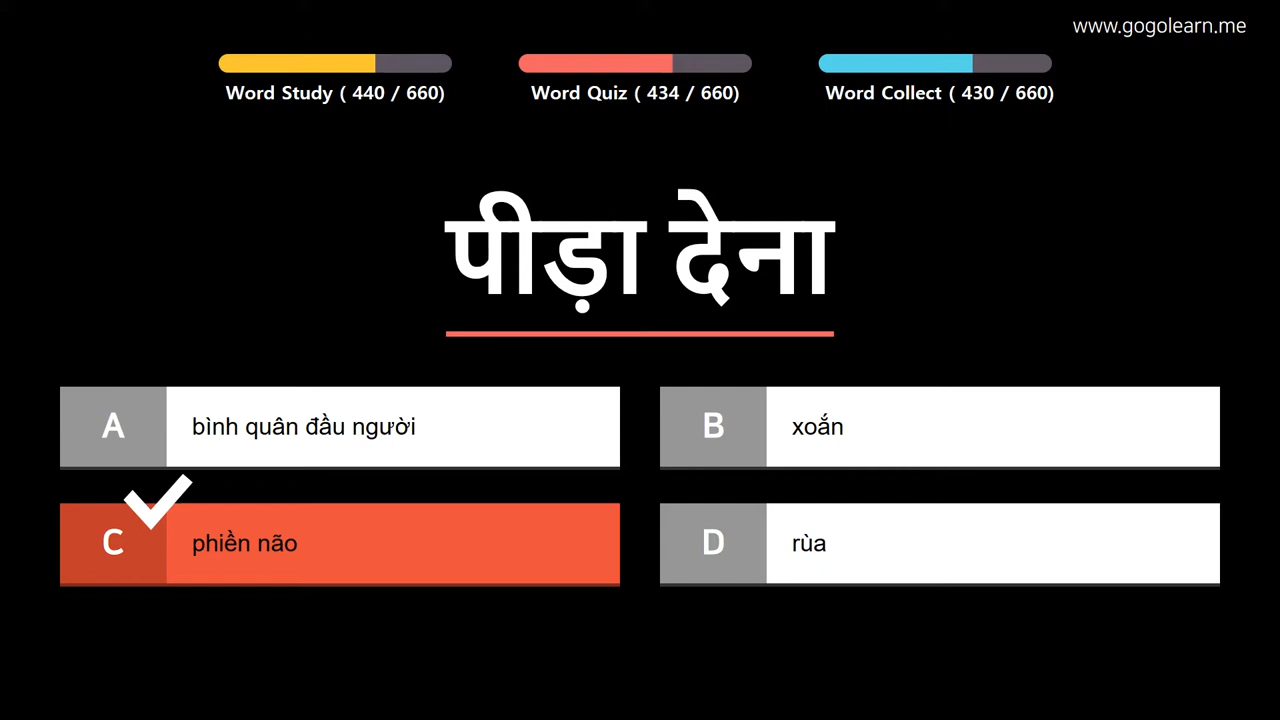 www.gogolearn.me
Word Study ( 440 / 660)
Word Quiz ( 434 / 660)
Word Collect ( 430 / 660)
पीड़ा देना
A
bình quân đầu người
B
xoắn
C
phiền não
D
rùa